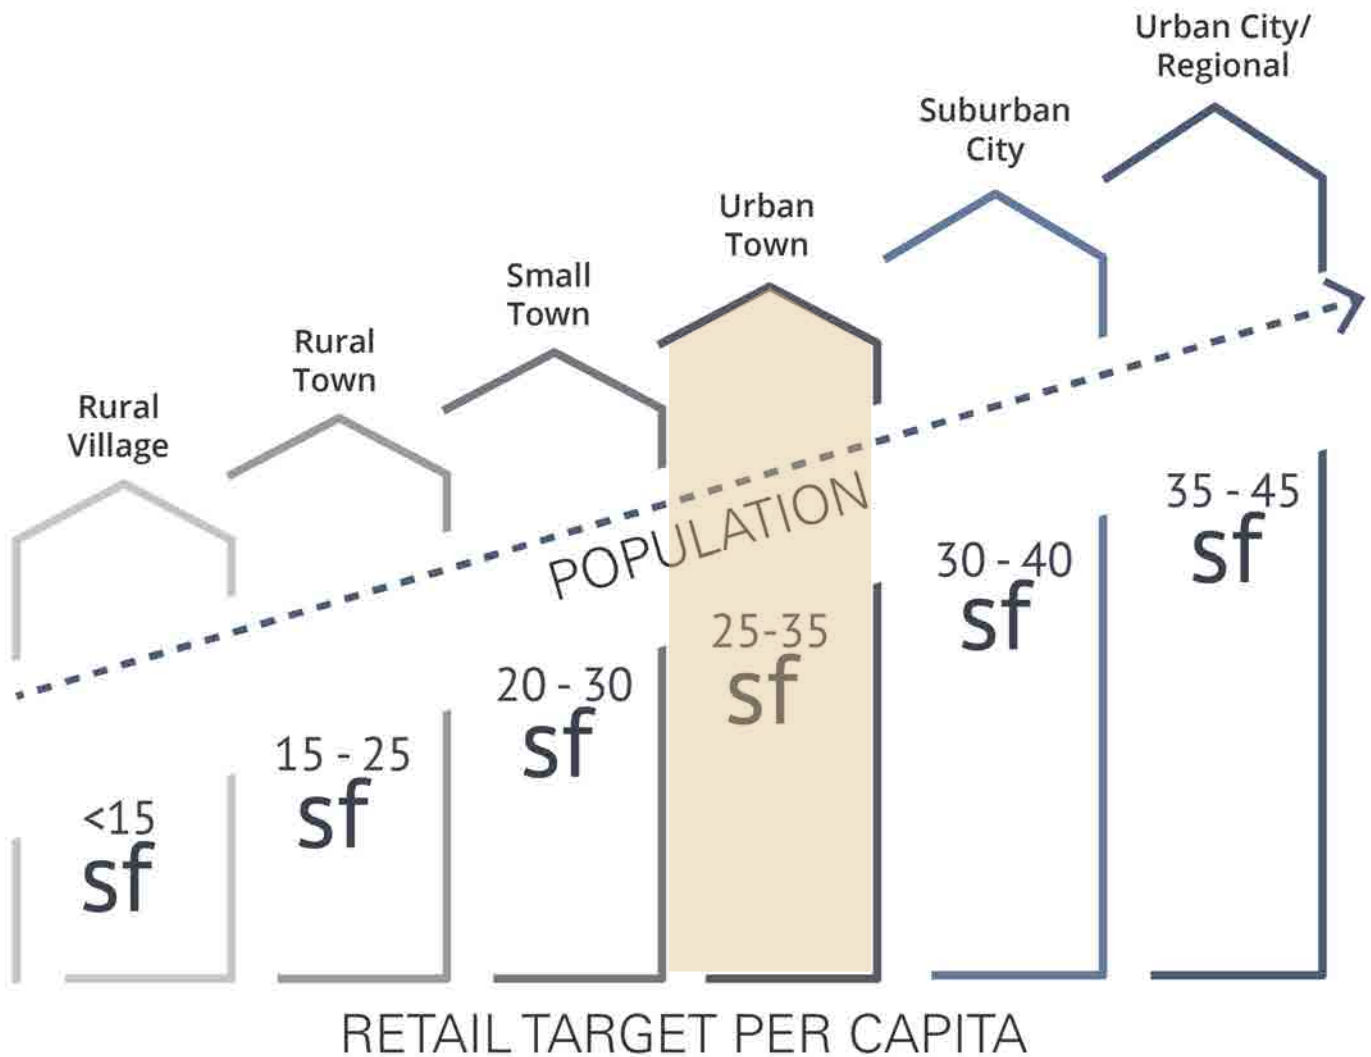 Rural
Village
<15
sf
Rural
Town
15 - 25
sf
Small
Town
20 - 30
sf
Urban
Town
25-35
sf
Suburban
City
30 - 40
sf
Urban City/
Regional
35 - 45
sf
POPULATION
RETAIL TARGET PER CAPITA